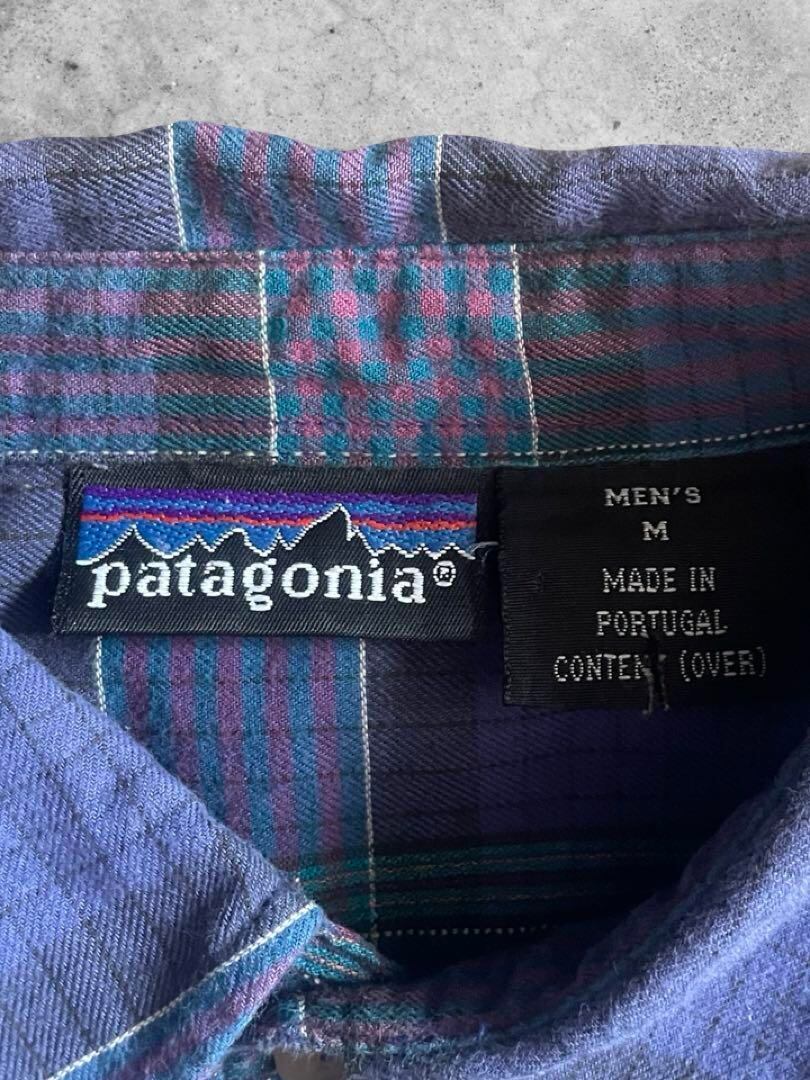 patagonia®
MEN'S
M
MADE IN
PORTUGAL
CONTENT (OVER)